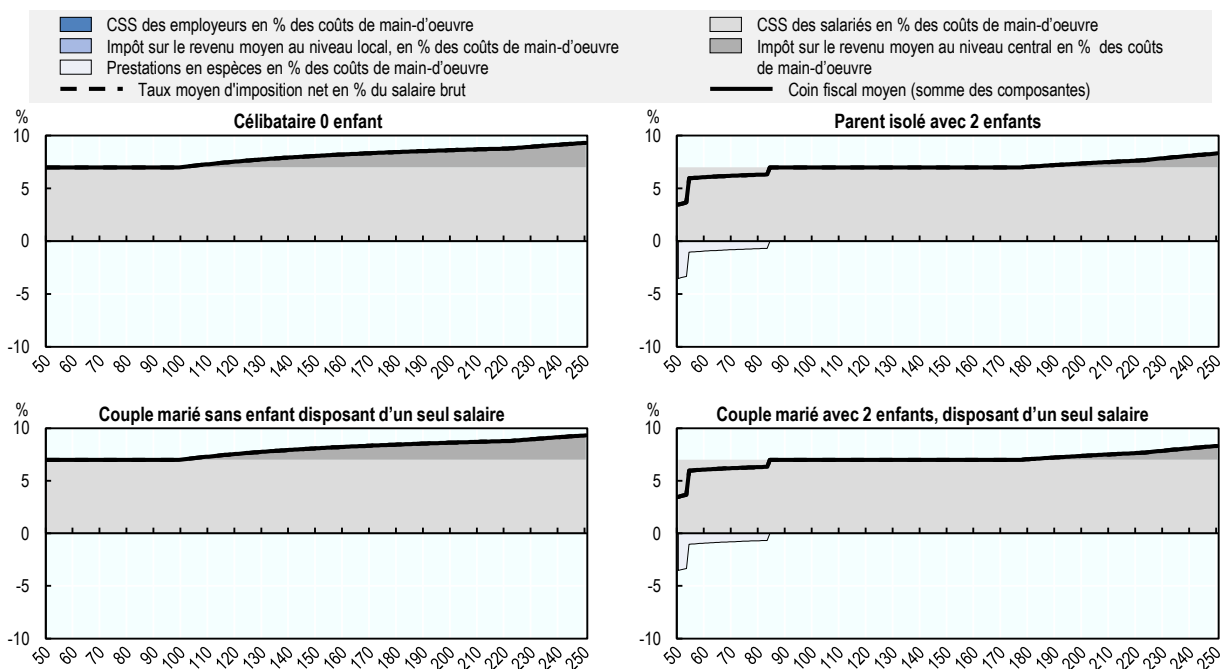 CSS des employeurs en % des coûts de main-d'oeuvre
CSS des salariés en % des coûts de main-d'oeuvre
Impôt sur le revenu moyen au niveau local, en % des coûts de main-d'oeuvre
Impôt sur le revenu moyen au niveau central en % des coûts
de main-d'oeuvre
Prestations en espèces en % des coûts de main-d'oeuvre
Taux moyen d'imposition net en % du salaire brut
Coin fiscal moyen (somme des composantes)
%
Célibataire 0 enfant
10
5
0
-5
-10
50 60 70 80 90 100 110 120 130 140 150 160 170 180 190 200 210 220 230 240 250
%
Parent isolé avec 2 enfants
10
5
0
-5
-10
50 60 70 80 90 100 110 120 130 140 150 160 170 180 190 200 210 220 230 240 250
%
Couple marié sans enfant disposant d'un seul salaire
10
5
0
-5
-10
50 60 70 80 90 100 110 120 130 140 150 160 170 180 190 200 210 220 230 240 250
%
Couple marié avec 2 enfants, disposant d'un seul salaire
10
5
0
-5
-10
50 60 70 80 90 100 110 120 130 140 150 160 170 180 190 200 210 220 230 240 250